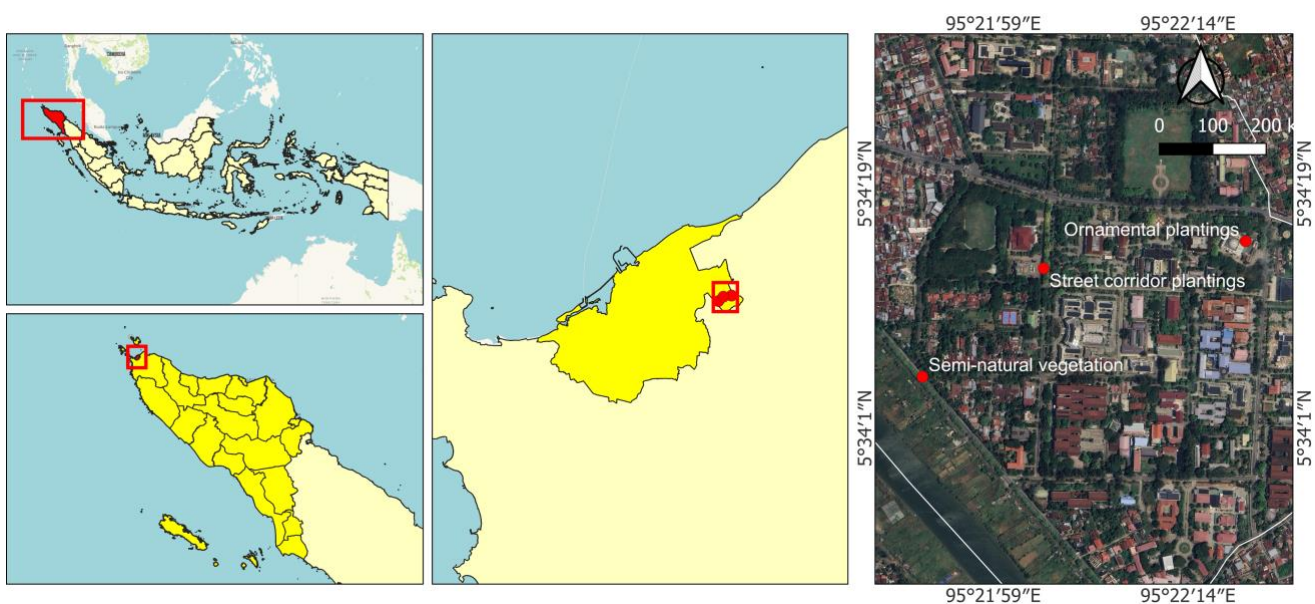 95°21′59″E 95°22′14″E
0 100 200 k
5°34′19″N
5°34′19″N
Ornamental plantings
Street corridor plantings
Semi-natural vegetation
5°34′1″N
5°34′1″N
95°21′59″E 95°22′14″E